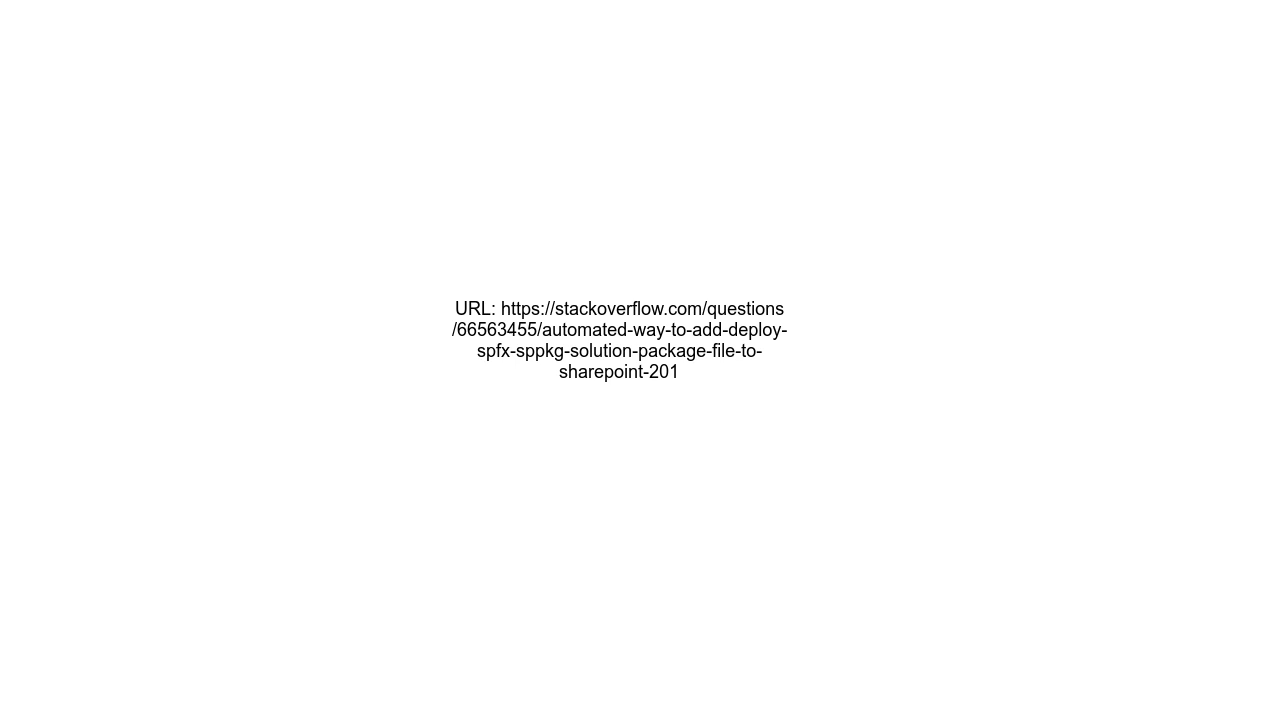 URL: https://stackoverflow.com/questions
/66563455/automated-way-to-add-deploy-
spfx-sppkg-solution-package-file-to-
sharepoint-201